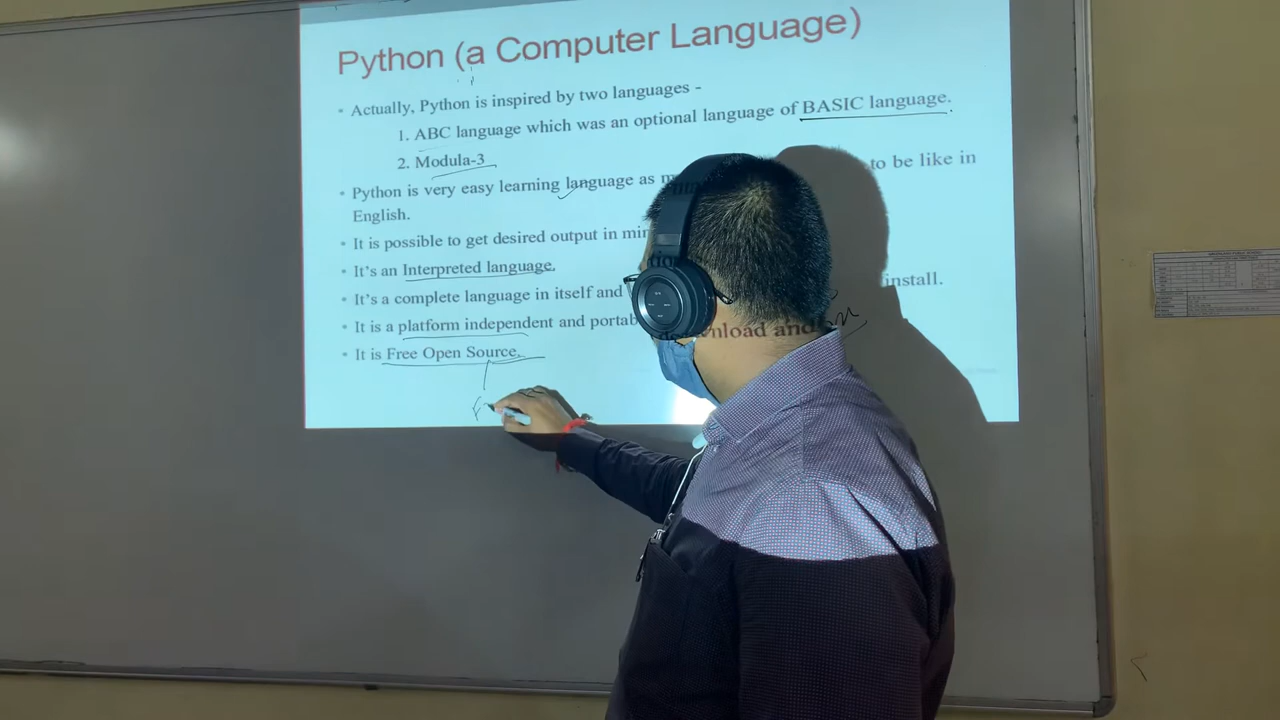 Python (a Computer Language)
• Actually, Python is inspired by two languages -
1. ABC language which was an optional language of BASIC language.
2. Modula-3
• Python is very easy learning language as to be like in
English.
• It is possible to get desired output in
• It's an Interpreted language.
• It's a complete language in itself and install.
• It is a platform independent and
• It is Free Open Source.